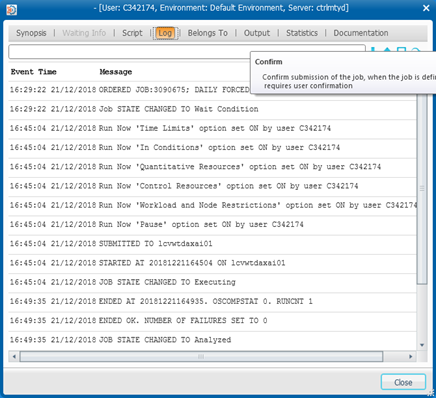 - [User: C342174, Environment: Default Environment, Server: ctrlmtyd]
Synopsis | Waiting Info | Script | Log | Belongs To | Output | Statistics | Documentation
Confirm
Confirm submission of the job, when the job is defi
requires user confirmation
Event Time Message
16:29:22 21/12/2018 ORDERED JOB:3090675; DAILY FORCED
16:29:22 21/12/2018 Job STATE CHANGED TO Wait Condition
16:45:04 21/12/2018 Run Now 'Time Limits' option set ON by user C342174
16:45:04 21/12/2018 Run Now 'In Conditions' option set ON by user C342174
16:45:04 21/12/2018 Run Now 'Quantitative Resources' option set ON by user C342174
16:45:04 21/12/2018 Run Now 'Control Resources' option set ON by user C342174
16:45:04 21/12/2018 Run Now 'Workload and Node Restrictions' option set ON by user C342174
16:45:04 21/12/2018 Run Now 'Pause' option set ON by user C342174
16:45:04 21/12/2018 SUBMITTED TO lcvwtdaxai01
16:45:04 21/12/2018 STARTED AT 20181221164504 ON lcvwtdaxai01
16:45:04 21/12/2018 JOB STATE CHANGED TO Executing
16:49:35 21/12/2018 ENDED AT 20181221164935. OSCOMPSTAT 0. RUNCNT 1
16:49:35 21/12/2018 ENDED OK. NUMBER OF FAILURES SET TO 0
16:49:35 21/12/2018 JOB STATE CHANGED TO Analyzed
Close